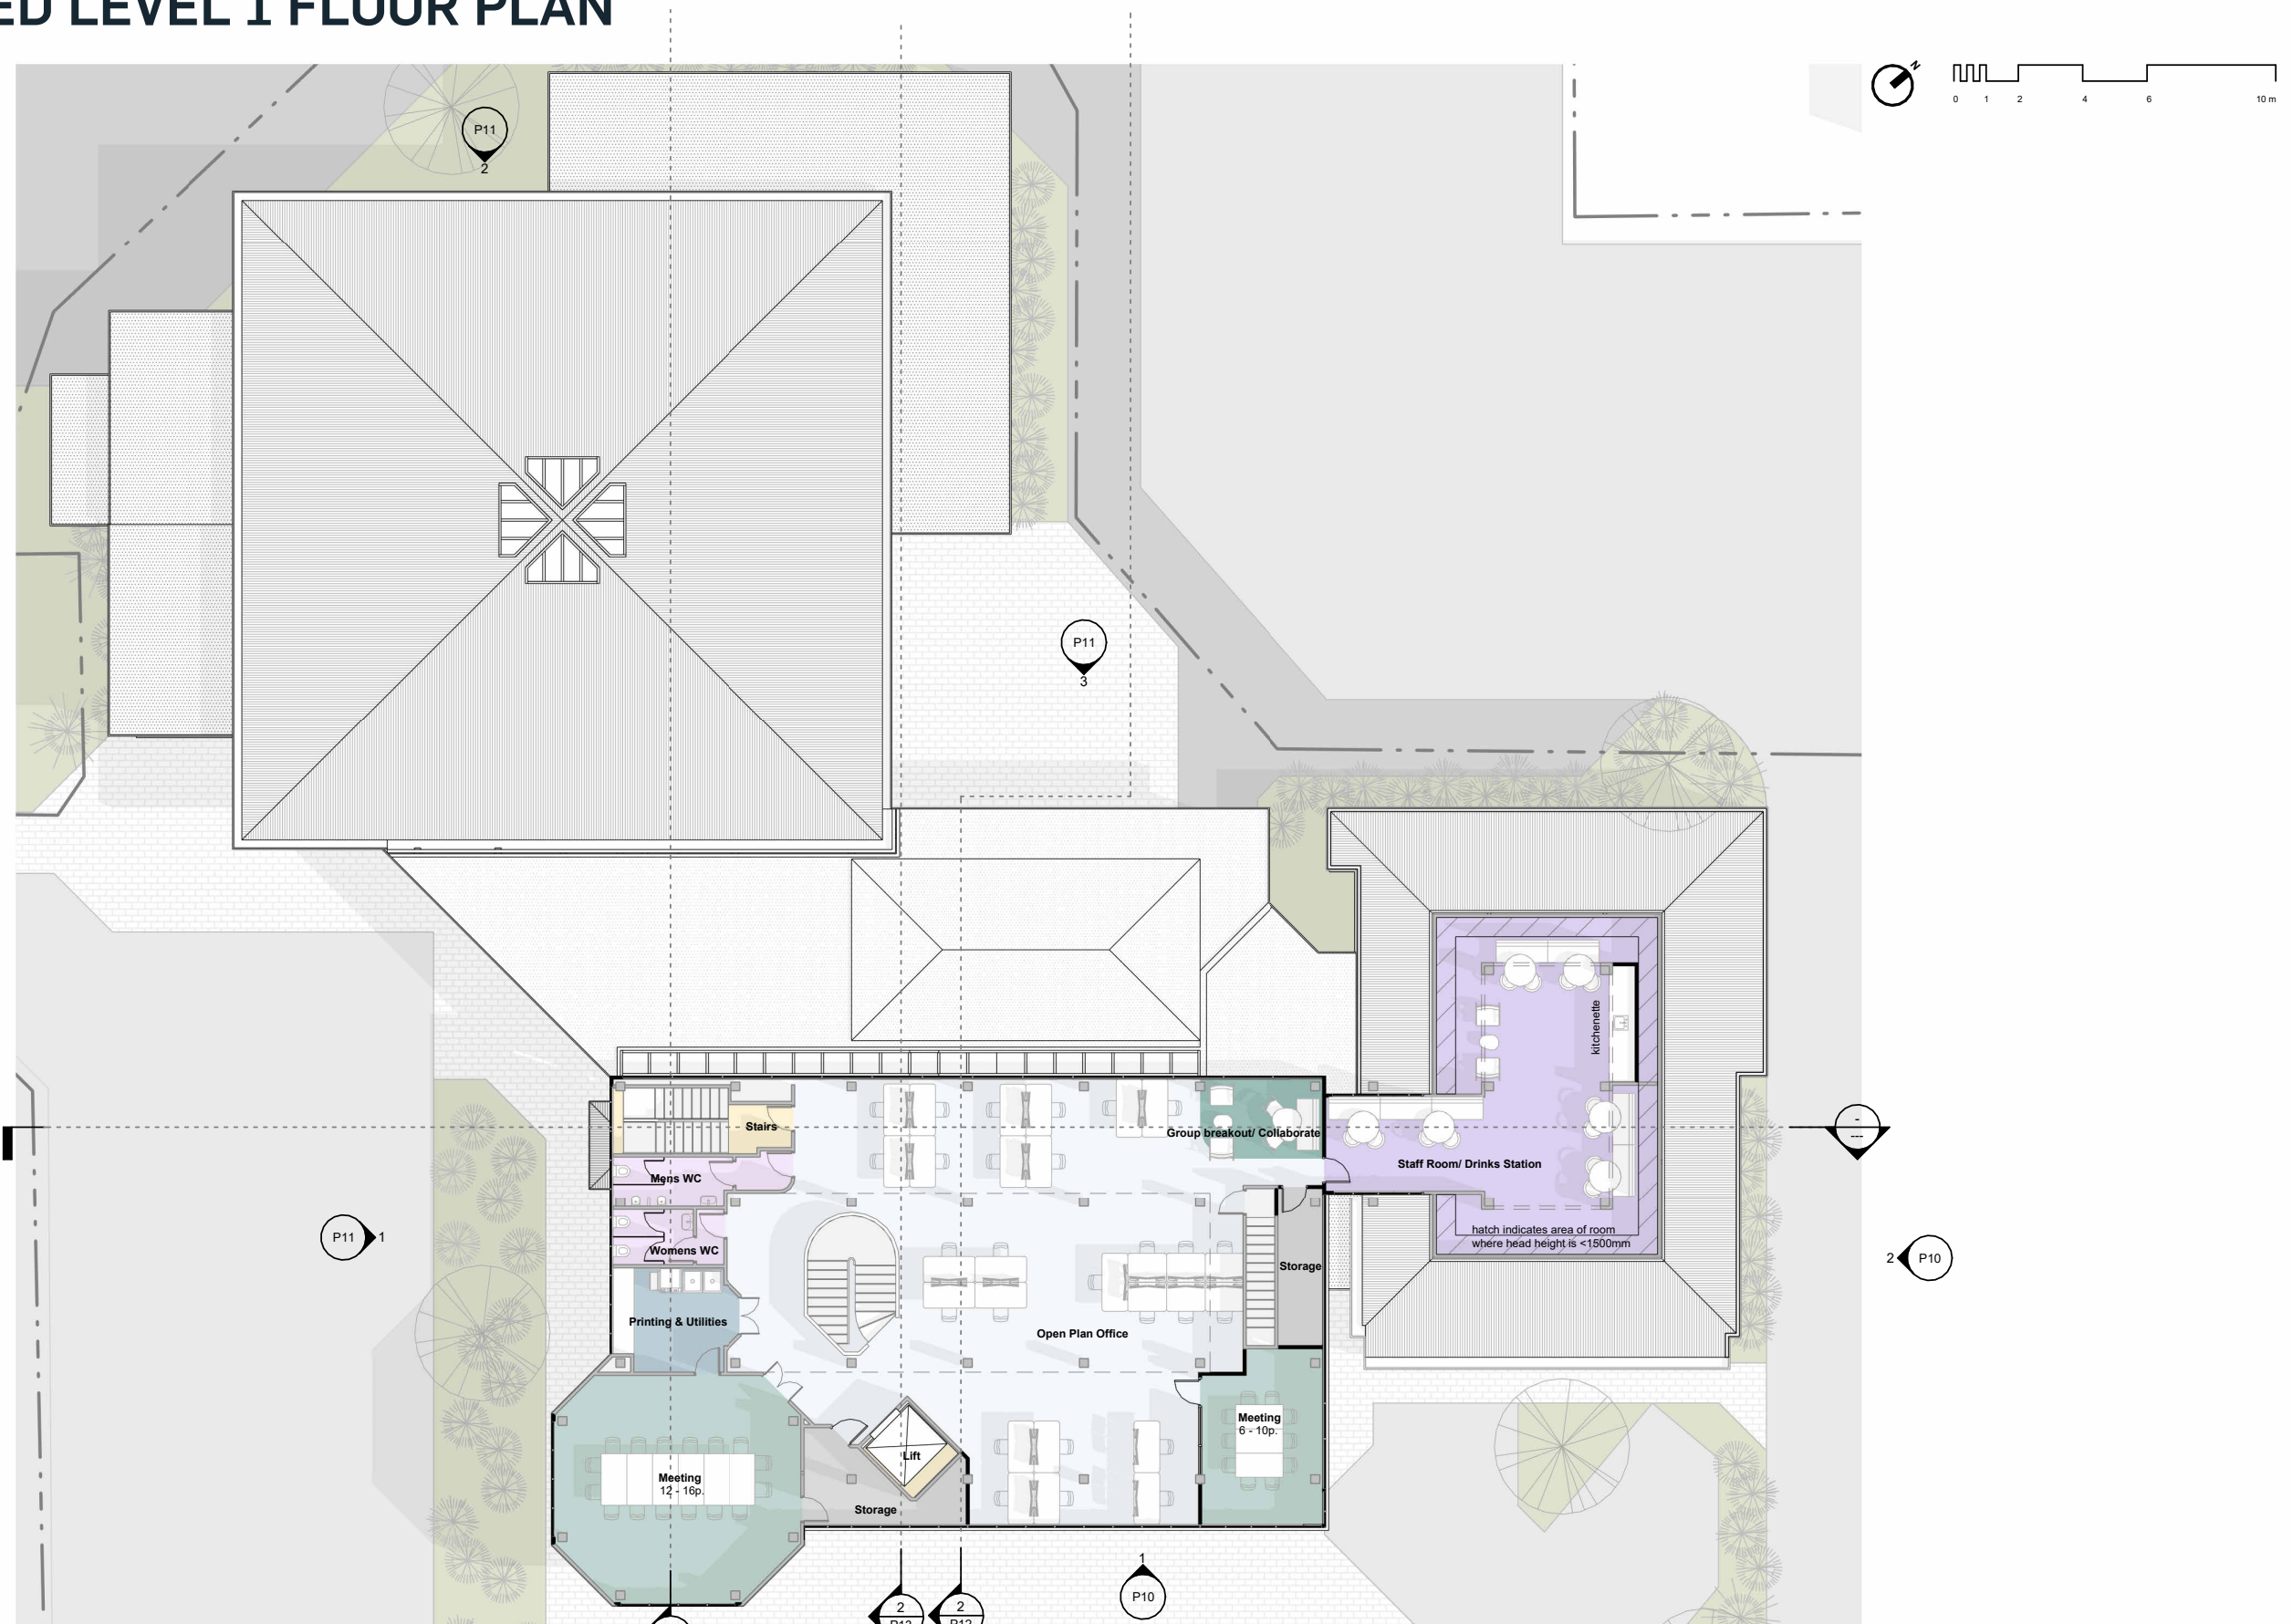 ED LEVEL 1 FLOOR PLAN
N
0 1 2 4 6 10 m
P11
2
P11
3
Stairs
Group breakout/ Collaborate
Mens WC
Staff Room/ Drinks Station
kitchenette
-
---
P11 1
Womens WC
hatch indicates area of room
where head height is <1500mm
2 P10
Storage
Printing & Utilities
Open Plan Office
Meeting
6 - 10p.
Lift
Meeting
12 - 16p.
Storage
1
P10
2
2